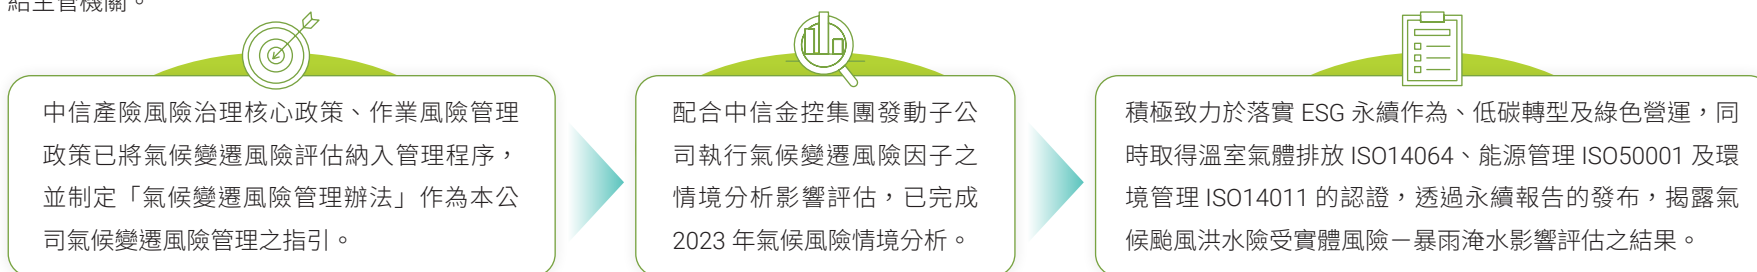 給主管機關。
中信產險風險治理核心政策、作業風險管理
政策已將氣候變遷風險評估納入管理程序，
並制定「氣候變遷風險管理辦法」作為本公
司氣候變遷風險管理之指引。
配合中信金控集團發動子公
司執行氣候變遷風險因子之
情境分析影響評估，已完成
2023 年氣候風險情境分析。
積極致力於落實 ESG 永續作為、低碳轉型及綠色營運，同
時取得溫室氣體排放 ISO14064、能源管理 ISO50001 及環
境管理 ISO14011 的認證，透過永續報告的發布，揭露氣
候颱風洪水險受實體風險－暴雨淹水影響評估之結果。